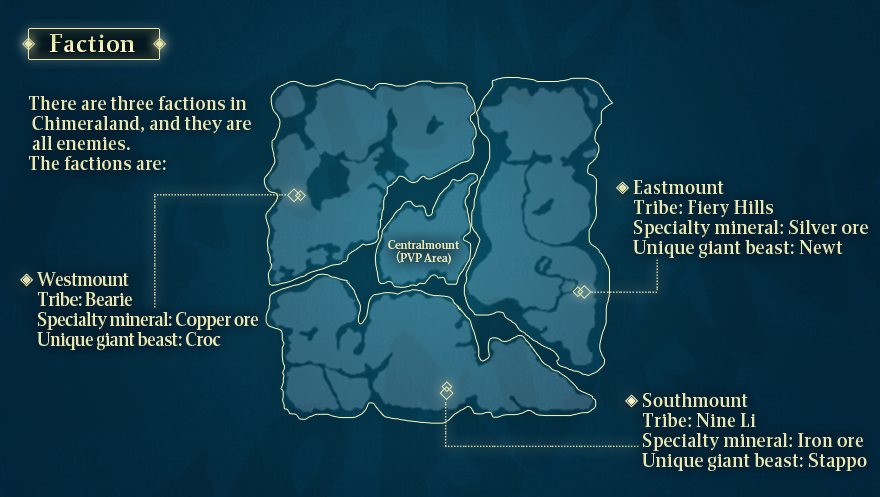 Faction
There are three factions in
Chimeraland, and they are
all enemies.
The factions are:
Eastmount
Tribe: Fiery Hills
Specialty mineral: Silver ore
Unique giant beast: Newt
Centralmount
(PVP Area)
Westmount
Tribe: Bearie
Specialty mineral: Copper ore
Unique giant beast: Croc
Southmount
Tribe: Nine Li
Specialty mineral: Iron ore
Unique giant beast: Stappo